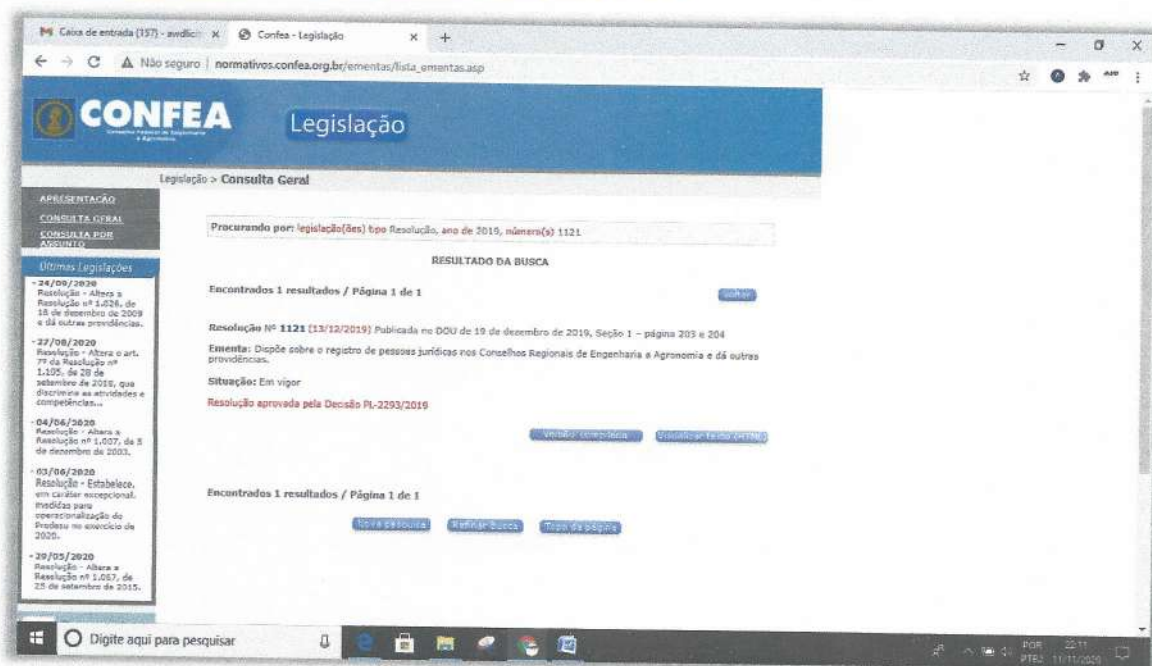 Caixa de entrada (157) - awdlici
Confea - Legislação
Não seguro | normativos.confea.org.br/ementas/lista_ementas.asp
CONFEA
Conselho Federal de Engenharia e Agronomia
Legislação
Legislação > Consulta Geral
APRESENTAÇÃO
CONSULTA GERAL
CONSULTA POR
ASSUNTO
Últimas Legislações
- 24/09/2020
Resolução - Altera a
Resolução nº 1.026, de
18 de dezembro de 2009
e dá outras providências.
- 27/08/2020
Resolução - Altera o art.
7º da Resolução nº
1.105, de 28 de
setembro de 2018, que
discrimina as atividades e
competências...
- 04/06/2020
Resolução - Altera a
Resolução nº 1.007, de 5
de dezembro de 2003.
- 03/06/2020
Resolução - Estabelece,
em caráter excepcional,
medidas para
operacionalização do
Prodesu no exercício de
2020.
- 29/05/2020
Resolução - Altera a
Resolução nº 1.067, de
25 de setembro de 2015.
Procurando por: legislação(ões) tipo Resolução, ano de 2019, número(s) 1121
RESULTADO DA BUSCA
Encontrados 1 resultados / Página 1 de 1
voltar
Resolução Nº 1121 (13/12/2019) Publicada no DOU de 19 de dezembro de 2019, Seção 1 – página 203 e 204
Ementa: Dispõe sobre o registro de pessoas jurídicas nos Conselhos Regionais de Engenharia e Agronomia e dá outras
providências.
Situação: Em vigor
Resolução aprovada pela Decisão PL-2293/2019
Versão completa
Visualizar texto (HTML)
Encontrados 1 resultados / Página 1 de 1
Nova pesquisa
Refinar busca
Topo da página
Digite aqui para pesquisar
POR
PTB2
22:11
11/11/2020